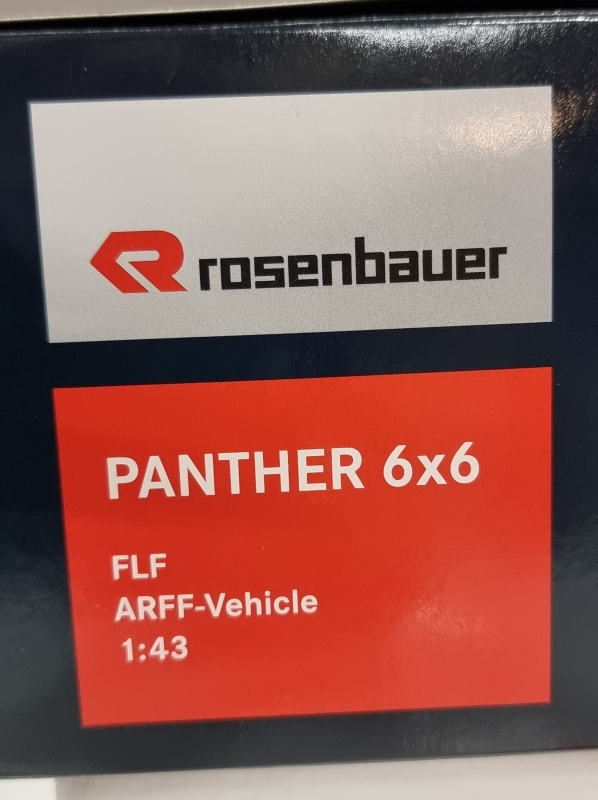 rosenbauer
PANTHER 6x6
FLF
ARFF-Vehicle
1:43